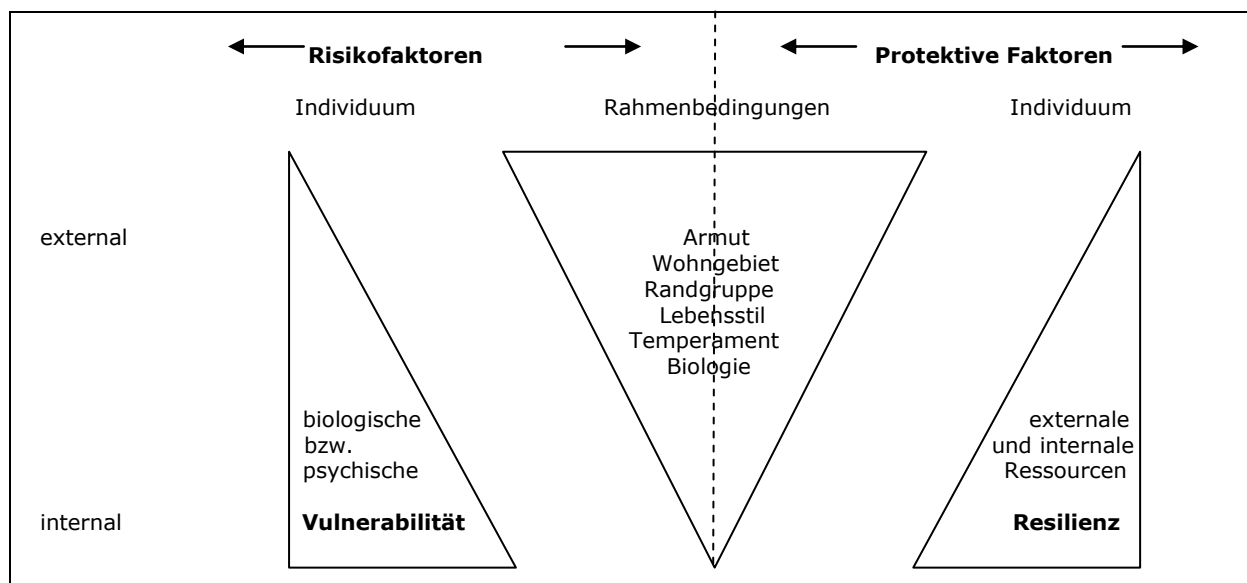 Risikofaktoren
Protektive Faktoren
Individuum
Rahmenbedingungen
Individuum
external
Armut
Wohngebiet
Randgruppe
Lebensstil
Temperament
Biologie
biologische
bzw.
psychische
externale
und internale
Ressourcen
internal
Vulnerabilität
Resilienz